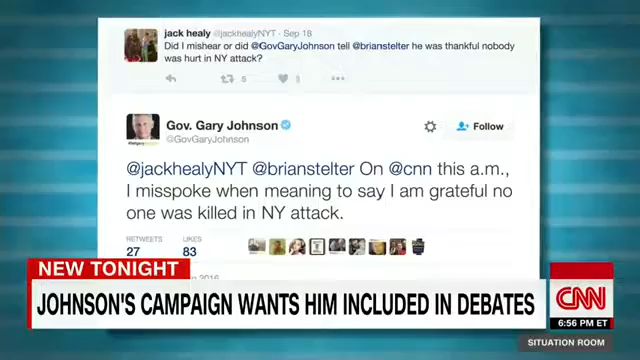 jack healy @jackhealyNYT · Sep 18
Did I mishear or did @GovGaryJohnson tell @brianstelter he was thankful nobody
was hurt in NY attack?
Gov. Gary Johnson
@GovGaryJohnson
Follow
@jackhealyNYT @brianstelter On @cnn this a.m.,
I misspoke when meaning to say I am grateful no
one was killed in NY attack.
RETWEETS LIKES
27 83
2016
NEW TONIGHT
JOHNSON'S CAMPAIGN WANTS HIM INCLUDED IN DEBATES
CNN
6:56 PM ET
SITUATION ROOM